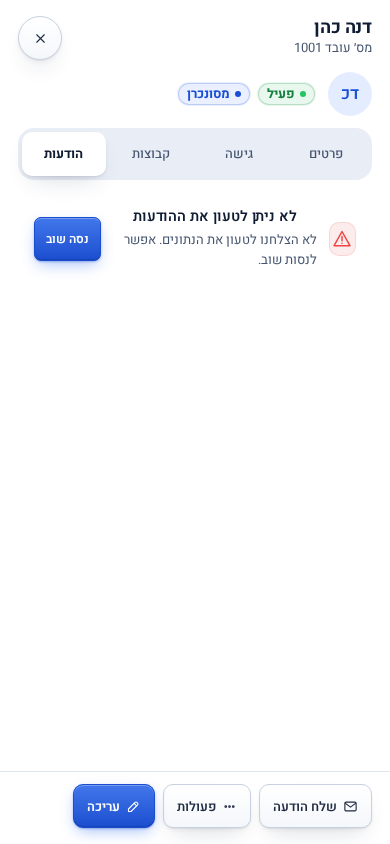 דנה כהן
מס׳ עובד 1001
דכ
פעיל
מסונכרן
פרטים
גישה
קבוצות
הודעות
לא ניתן לטעון את ההודעות
לא הצלחנו לטעון את הנתונים. אפשר
לנסות שוב.
נסה שוב
שלח הודעה
פעולות
עריכה